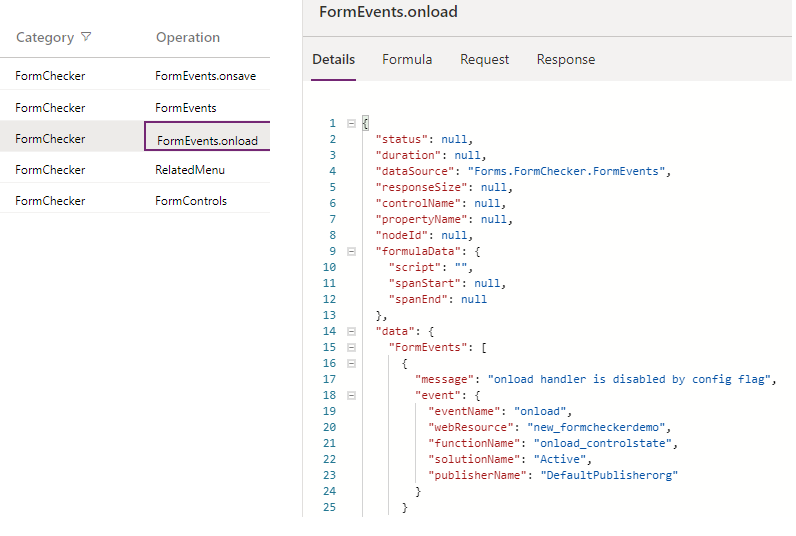 Category Operation
FormChecker FormEvents.onsave
FormChecker FormEvents
FormChecker FormEvents.onload
FormChecker RelatedMenu
FormChecker FormControls
FormEvents.onload
Details Formula Request Response
1 {
2 "status": null,
3 "duration": null,
4 "dataSource": "Forms.FormChecker.FormEvents",
5 "responseSize": null,
6 "controlName": null,
7 "propertyName": null,
8 "nodeId": null,
9 "formulaData": {
10 "script": "",
11 "spanStart": null,
12 "spanEnd": null
13 },
14 "data": {
15 "FormEvents": [
16 {
17 "message": "onload handler is disabled by config flag",
18 "event": {
19 "eventName": "onload",
20 "webResource": "new_formcheckerdemo",
21 "functionName": "onload_controlstate",
22 "solutionName": "Active",
23 "publisherName": "DefaultPublisherorg"
24 }
25 }